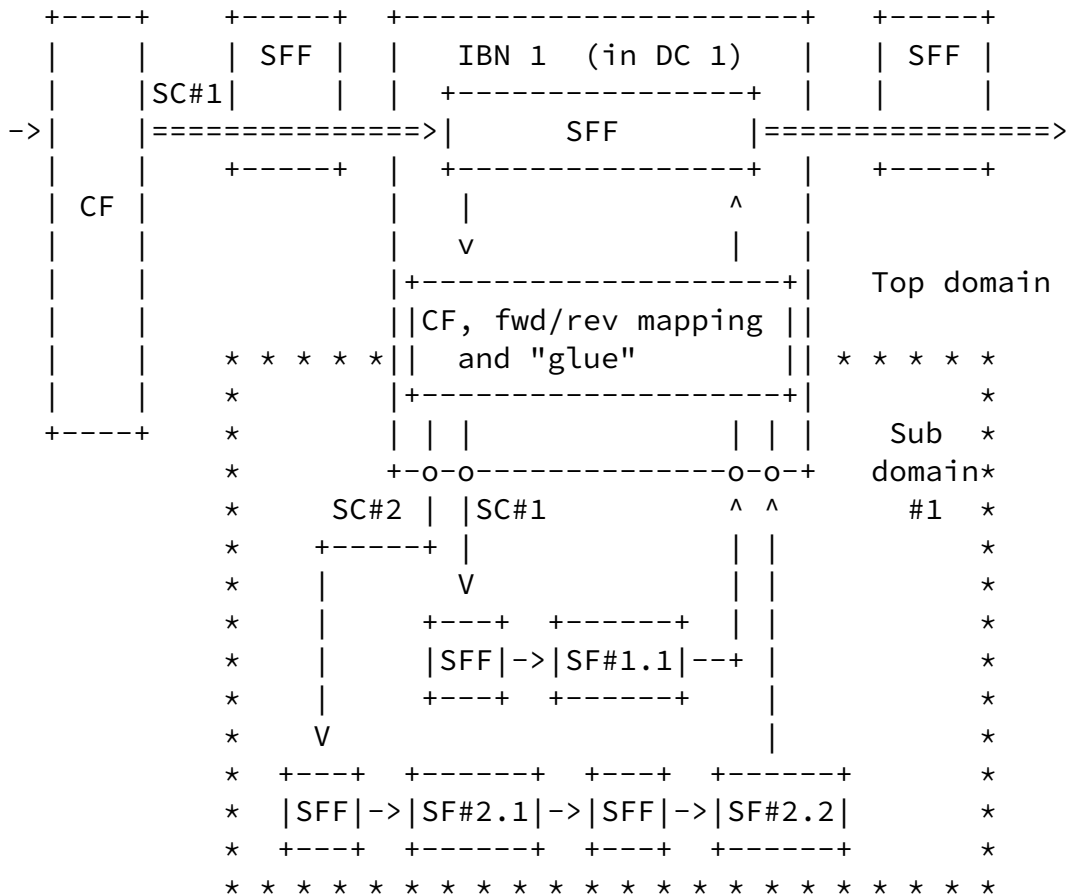 SFF IBN 1 (in DC 1) SFF
SC#1
-> => SFF =>
CF
v ^
v
Top domain
CF, fwd/rev mapping
and "glue"
Sub
o o o o domain
SC#2 SC#1 ^ ^ #1
V
SFF -> SF#1.1
V
SFF -> SF#2.1 -> SFF -> SF#2.2